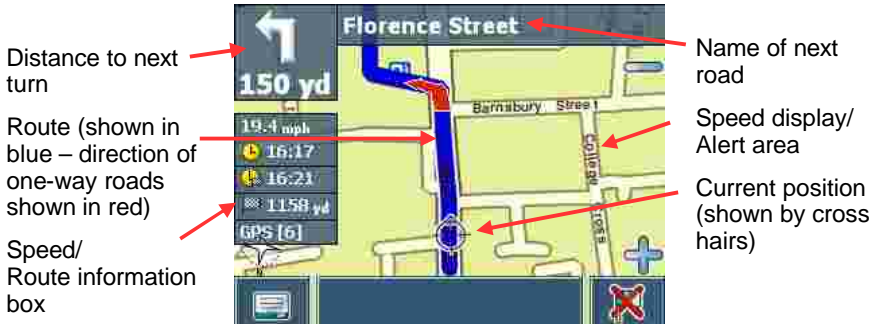 Distance to next
turn
Route (shown in
blue – direction of
one-way roads
shown in red)
Speed/
Route information
box
Florence Street
150 yd
19.4 mph
16:17
16:21
1158 yd
GPS [6]
Barnsbury Street
College Cross
N
Name of next
road
Speed display/
Alert area
Current position
(shown by cross
hairs)